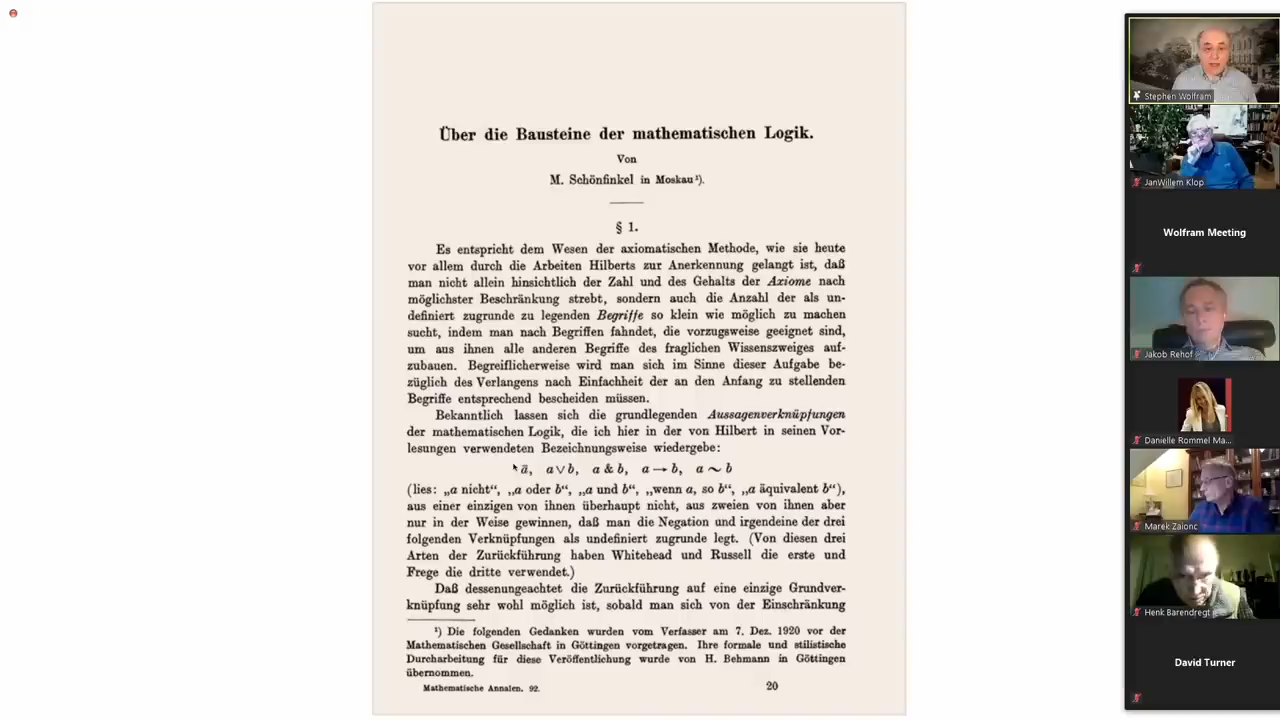 Über die Bausteine der mathematischen Logik.
Von
M. Schönfinkel in Moskau¹).
§ 1.
Es entspricht dem Wesen der axiomatischen Methode, wie sie heute
vor allem durch die Arbeiten Hilberts zur Anerkennung gelangt ist, daß
man nicht allein hinsichtlich der Zahl und des Gehalts der Axiome nach
möglichster Beschränkung strebt, sondern auch die Anzahl der als un-
definiert zugrunde zu legenden Begriffe so klein wie möglich zu machen
sucht, indem man nach Begriffen fahndet, die vorzugsweise geeignet sind,
um aus ihnen alle anderen Begriffe des fraglichen Wissenszweiges auf-
zubauen. Begreiflicherweise wird man sich im Sinne dieser Aufgabe be-
züglich des Verlangens nach Einfachheit der an den Anfang zu stellenden
Begriffe entsprechend bescheiden müssen.
Bekanntlich lassen sich die grundlegenden Aussagenverknüpfungen
der mathematischen Logik, die ich hier in der von Hilbert in seinen Vor-
lesungen verwendeten Bezeichnungsweise wiedergebe:
ā, a ∨ b, a & b, a → b, a ∼ b
(lies: „a nicht“, „a oder b“, „a und b“, „wenn a, so b“, „a äquivalent b“),
aus einer einzigen von ihnen überhaupt nicht, aus zweien von ihnen aber
nur in der Weise gewinnen, daß man die Negation und irgendeine der drei
folgenden Verknüpfungen als undefiniert zugrunde legt. (Von diesen drei
Arten der Zurückführung haben Whitehead und Russell die erste und
Frege die dritte verwendet.)
Daß dessenungeachtet die Zurückführung auf eine einzige Grundver-
knüpfung sehr wohl möglich ist, sobald man sich von der Einschränkung
¹) Die folgenden Gedanken wurden vom Verfasser am 7. Dez. 1920 vor der
Mathematischen Gesellschaft in Göttingen vorgetragen. Ihre formale und stilistische
Durcharbeitung für diese Veröffentlichung wurde von H. Behmann in Göttingen
übernommen.
Mathematische Annalen. 92. 20
Stephen Wolfram
JanWillem Klop
Wolfram Meeting
Jakob Rehof
Danielle Rommel Ma...
Marek Zaionc
Henk Barendregt
David Turner